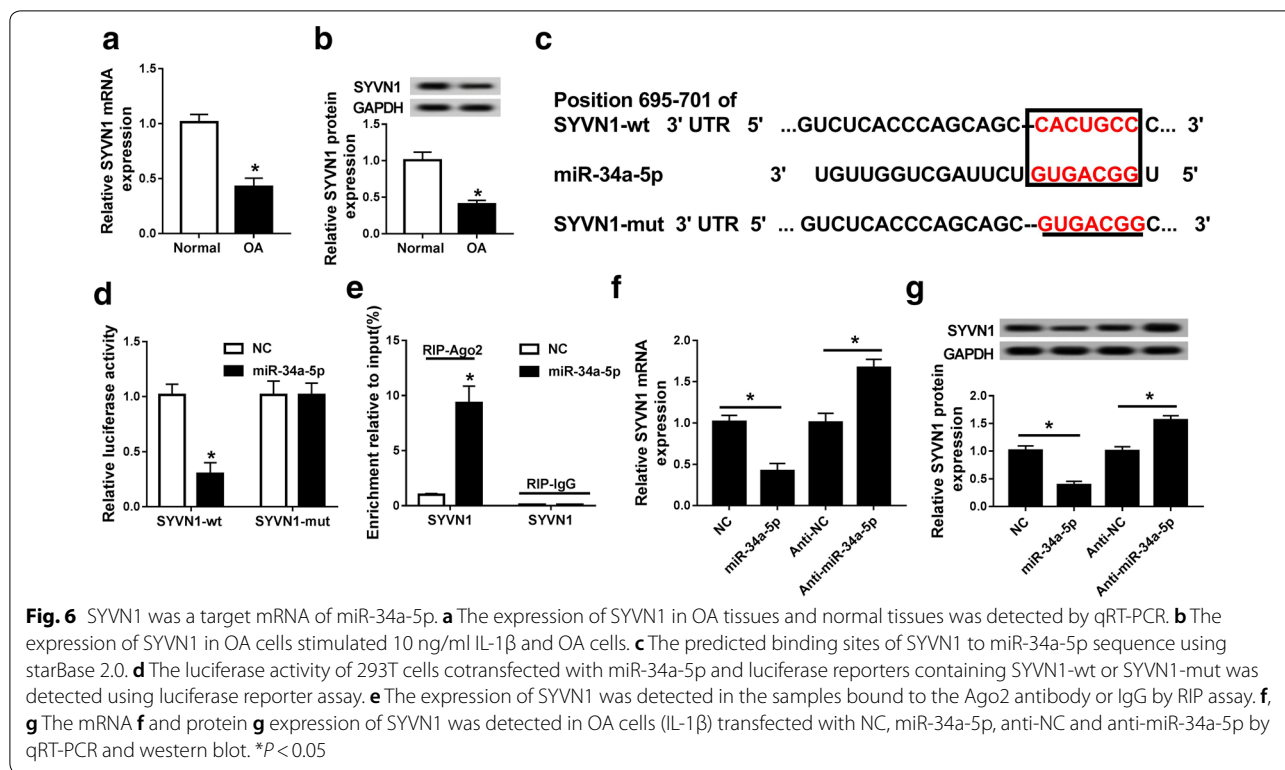 a
Relative SYVN1 mRNA
expression
1.5
1.0
0.5
0.0
*
Normal
OA
b
SYVN1
GAPDH
Relative SYVN1 protein
expression
1.5
1.0
0.5
0.0
*
Normal
OA
c
Position 695-701 of
SYVN1-wt 3' UTR 5' ...GUCUCACCCAGCAGC--CACUGCCC... 3'
miR-34a-5p 3' UGUUGGUCGAUUCUGUGACGGU 5'
SYVN1-mut 3' UTR 5' ... GUCUCACCCAGCAGC--GUGACGGC... 3'
d
Relative luciferase activity
1.5
1.0
0.5
0.0
NC
miR-34a-5p
*
SYVN1-wt
SYVN1-mut
e
Enrichment relative to input(%)
15
10
5
0
NC
miR-34a-5p
RIP-Ago2
*
RIP-IgG
SYVN1
SYVN1
f
Relative SYVN1 mRNA
expression
2.0
1.5
1.0
0.5
0.0
*
*
NC
miR-34a-5p
Anti-NC
Anti-miR-34a-5p
g
SYVN1
GAPDH
Relative SYVN1 protein
expression
2.0
1.5
1.0
0.5
0.0
*
*
NC
miR-34a-5p
Anti-NC
Anti-miR-34a-5p
Fig. 6 SYVN1 was a target mRNA of miR-34a-5p. a The expression of SYVN1 in OA tissues and normal tissues was detected by qRT-PCR. b The
expression of SYVN1 in OA cells stimulated 10 ng/ml IL-1β and OA cells. c The predicted binding sites of SYVN1 to miR-34a-5p sequence using
starBase 2.0. d The luciferase activity of 293T cells cotransfected with miR-34a-5p and luciferase reporters containing SYVN1-wt or SYVN1-mut was
detected using luciferase reporter assay. e The expression of SYVN1 was detected in the samples bound to the Ago2 antibody or IgG by RIP assay. f,
g The mRNA f and protein g expression of SYVN1 was detected in OA cells (IL-1β) transfected with NC, miR-34a-5p, anti-NC and anti-miR-34a-5p by
qRT-PCR and western blot. *P < 0.05